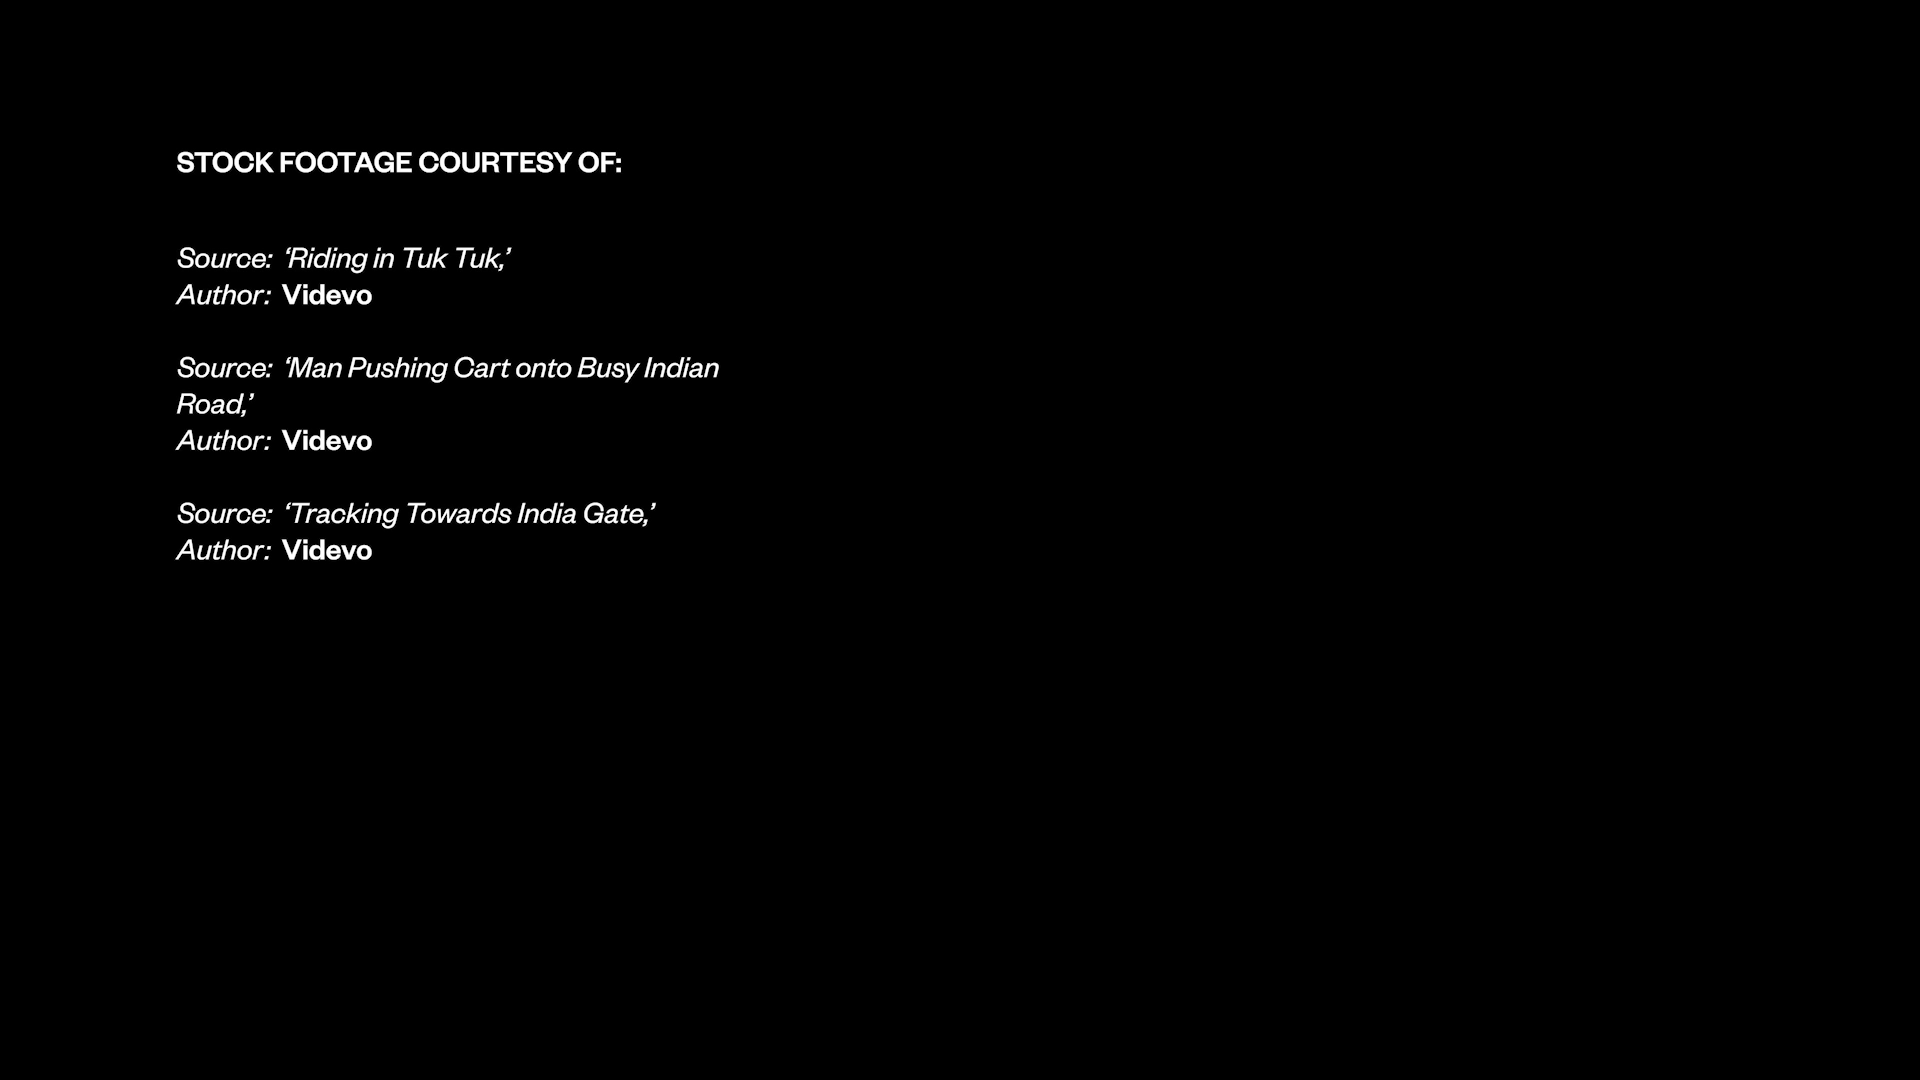 STOCK FOOTAGE COURTESY OF:
Source: ‘Riding in Tuk Tuk,’
Author: Videvo
Source: ‘Man Pushing Cart onto Busy Indian
Road,’
Author: Videvo
Source: ‘Tracking Towards India Gate,’
Author: Videvo